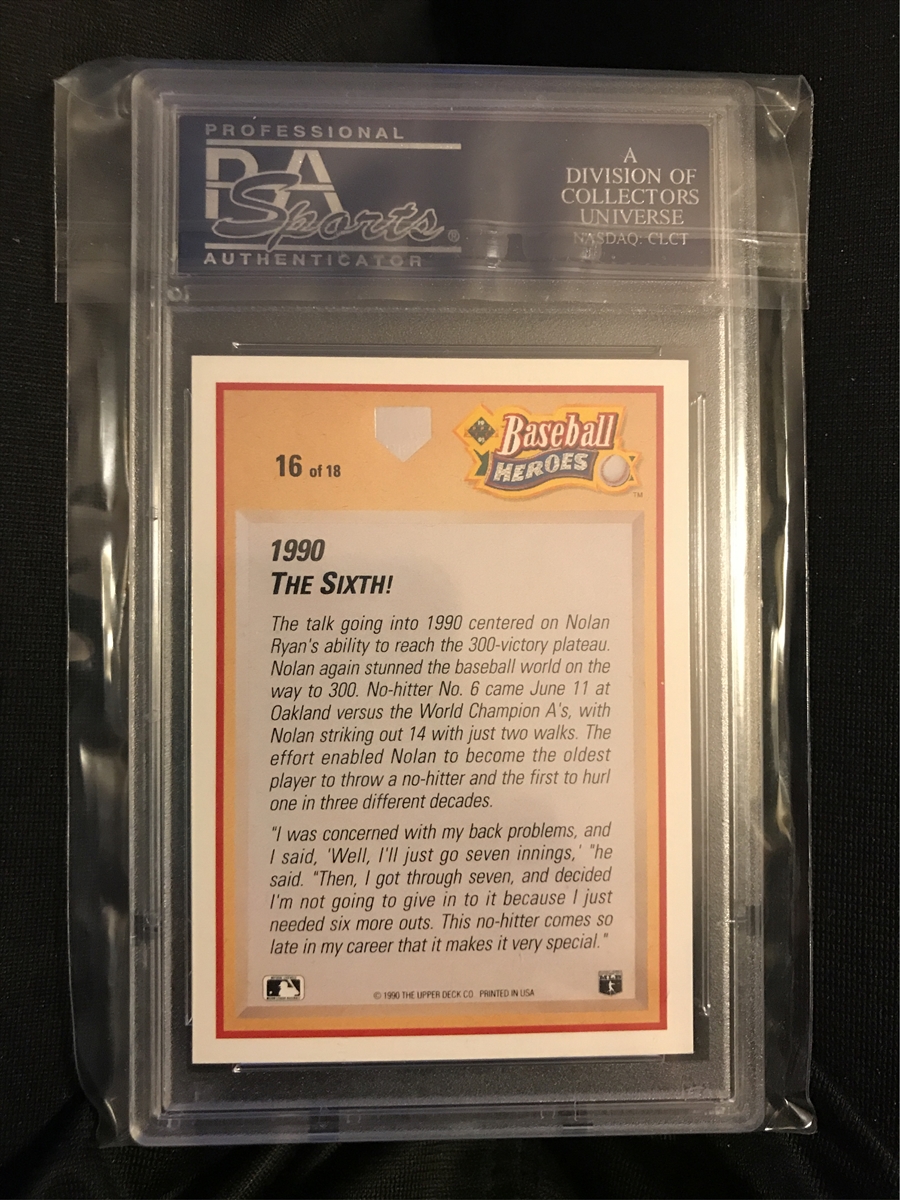 PROFESSIONAL
PSA
Sports®
AUTHENTICATOR
A
DIVISION OF
COLLECTORS
UNIVERSE
NASDAQ: CLCT
16 of 18
Baseball
HEROES
TM
1990
THE SIXTH!
The talk going into 1990 centered on Nolan
Ryan's ability to reach the 300-victory plateau.
Nolan again stunned the baseball world on the
way to 300. No-hitter No. 6 came June 11 at
Oakland versus the World Champion A's, with
Nolan striking out 14 with just two walks. The
effort enabled Nolan to become the oldest
player to throw a no-hitter and the first to hurl
one in three different decades.
"I was concerned with my back problems, and
I said, 'Well, I'll just go seven innings,' "he
said. "Then, I got through seven, and decided
I'm not going to give in to it because I just
needed six more outs. This no-hitter comes so
late in my career that it makes it very special."
© 1990 THE UPPER DECK CO. PRINTED IN USA